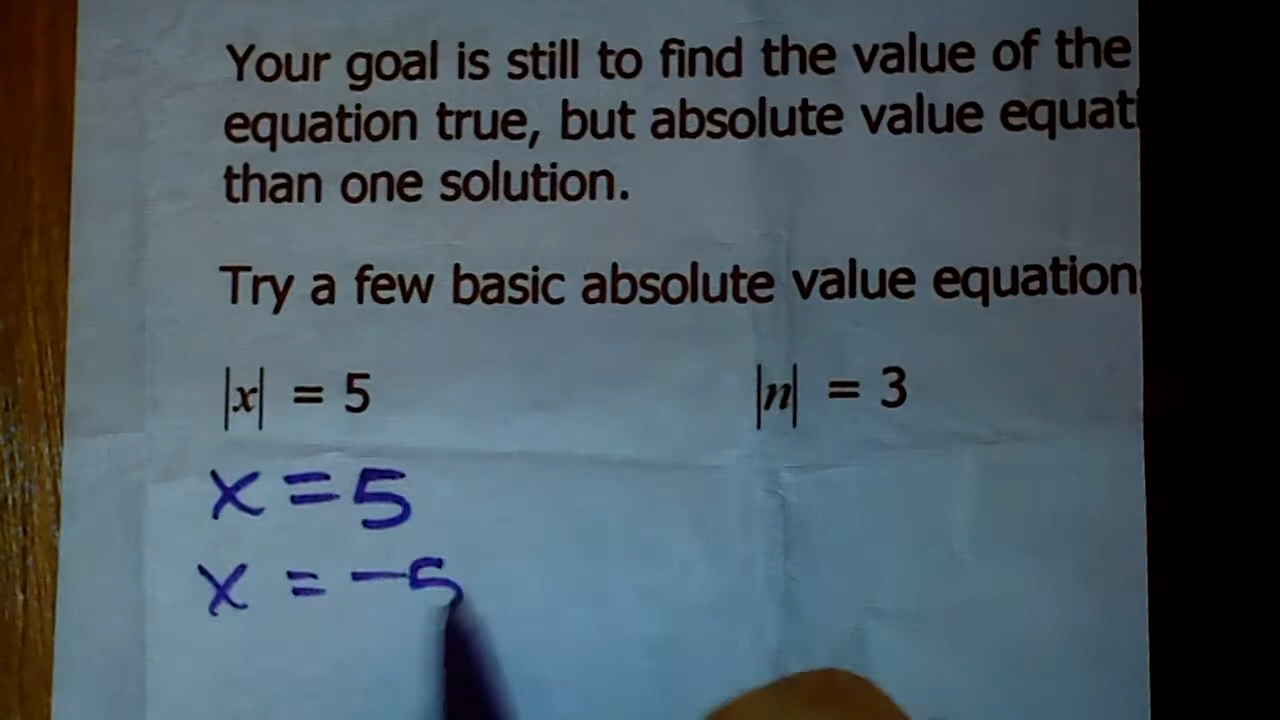 Your goal is still to find the value of the
equation true, but absolute value equati
than one solution.
Try a few basic absolute value equation
|x| = 5
|n| = 3
x = 5
x = -5